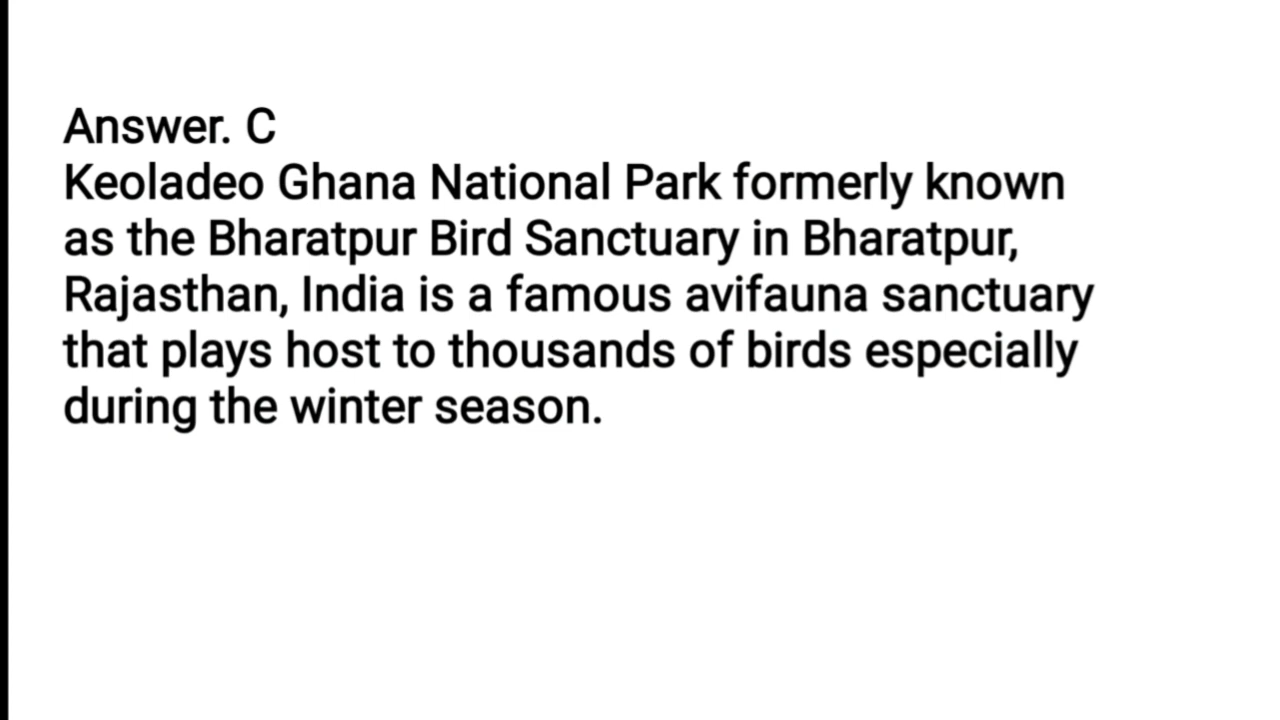 Answer. C
Keoladeo Ghana National Park formerly known
as the Bharatpur Bird Sanctuary in Bharatpur,
Rajasthan, India is a famous avifauna sanctuary
that plays host to thousands of birds especially
during the winter season.